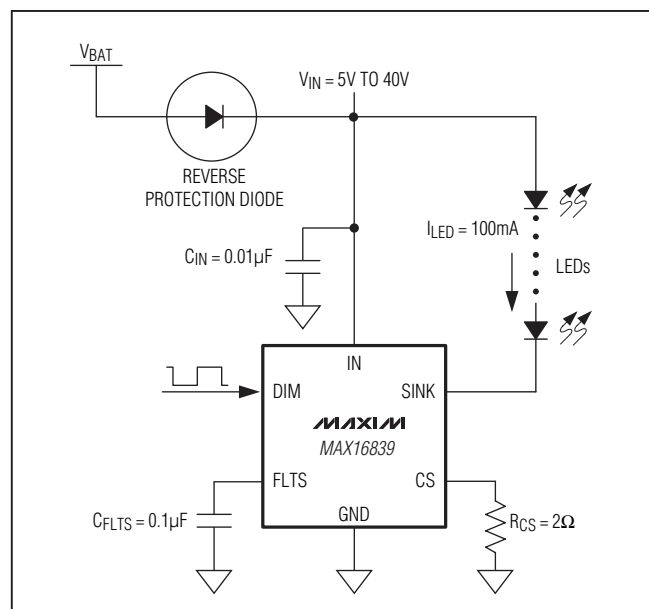 VBAT
VIN = 5V TO 40V
REVERSE
PROTECTION DIODE
ILED = 100mA
LEDs
CIN = 0.01µF
IN
DIM
SINK
MAXIM
MAX16839
FLTS
CS
GND
CFLTS = 0.1µF
RCS = 2Ω